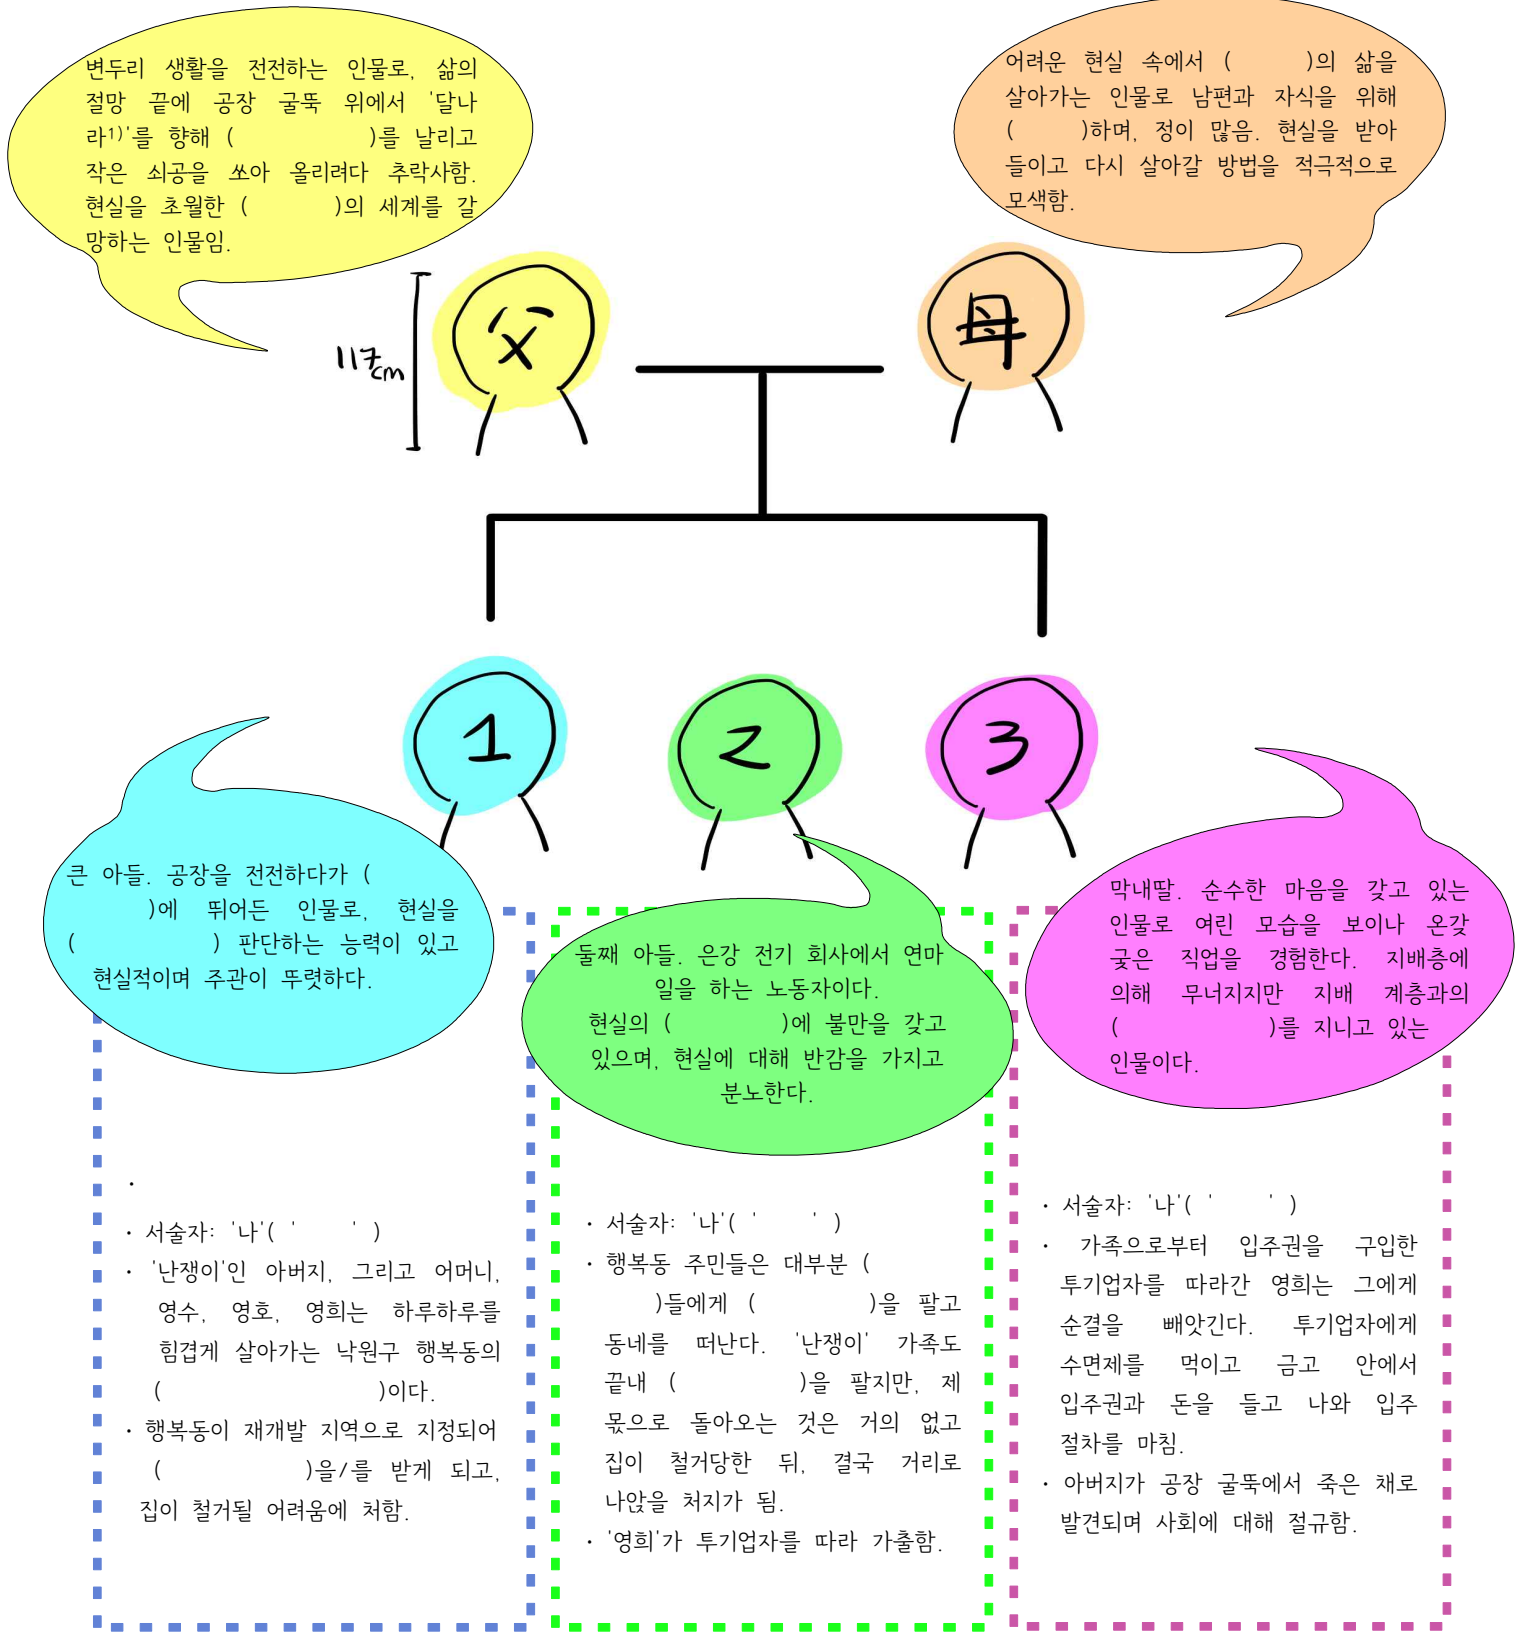 변두리 생활을 전전하는 인물로, 삶의
절망 끝에 공장 굴뚝 위에서 '달나
라1)'를 향해 ( )를 날리고
작은 쇠공을 쏘아 올리려다 추락사함.
현실을 초월한 ( )의 세계를 갈
망하는 인물임.
어려운 현실 속에서 ( )의 삶을
살아가는 인물로 남편과 자식을 위해
( )하며, 정이 많음. 현실을 받아
들이고 다시 살아갈 방법을 적극적으로
모색함.
117cm
父
母
1
2
3
큰 아들. 공장을 전전하다가 (
)에 뛰어든 인물로, 현실을
( ) 판단하는 능력이 있고
현실적이며 주관이 뚜렷하다.
둘째 아들. 은강 전기 회사에서 연마
일을 하는 노동자이다.
현실의 ( )에 불만을 갖고
있으며, 현실에 대해 반감을 가지고
분노한다.
막내딸. 순수한 마음을 갖고 있는
인물로 여린 모습을 보이나 온갖
궂은 직업을 경험한다. 지배층에
의해 무너지지만 지배 계층과의
( )를 지니고 있는
인물이다.
·
· 서술자: '나'( ' ' )
· '난쟁이'인 아버지, 그리고 어머니,
영수, 영호, 영희는 하루하루를
힘겹게 살아가는 낙원구 행복동의
( )이다.
· 행복동이 재개발 지역으로 지정되어
( )을/를 받게 되고,
집이 철거될 어려움에 처함.
· 서술자: '나'( ' ' )
· 행복동 주민들은 대부분 (
)들에게 ( )을 팔고
동네를 떠난다. '난쟁이' 가족도
끝내 ( )을 팔지만, 제
몫으로 돌아오는 것은 거의 없고
집이 철거당한 뒤, 결국 거리로
나앉을 처지가 됨.
· '영희'가 투기업자를 따라 가출함.
· 서술자: '나'( ' ' )
· 가족으로부터 입주권을 구입한
투기업자를 따라간 영희는 그에게
순결을 빼앗긴다. 투기업자에게
수면제를 먹이고 금고 안에서
입주권과 돈을 들고 나와 입주
절차를 마침.
· 아버지가 공장 굴뚝에서 죽은 채로
발견되며 사회에 대해 절규함.